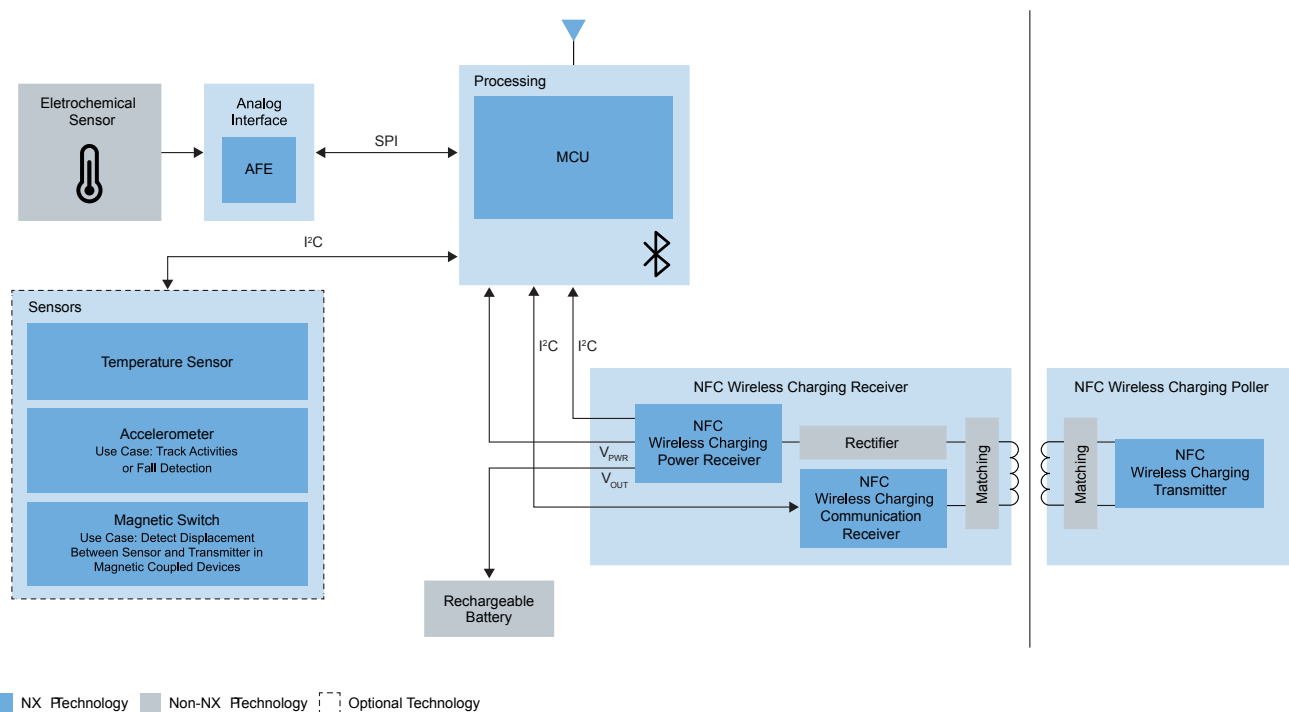 Eletrochemical
Sensor
Analog
Interface
AFE
SPI
Processing
MCU
I²C
Sensors
Temperature Sensor
Accelerometer
Use Case: Track Activities
or Fall Detection
Magnetic Switch
Use Case: Detect Displacement
Between Sensor and Transmitter in
Magnetic Coupled Devices
I²C
I²C
NFC Wireless Charging Receiver
NFC
Wireless Charging
Power Receiver
VPWR
VOUT
Rectifier
NFC
Wireless Charging
Communication
Receiver
Matching
Rechargeable
Battery
NFC Wireless Charging Poller
Matching
NFC
Wireless Charging
Transmitter
NX PTechnology
Non-NX PTechnology
Optional Technology